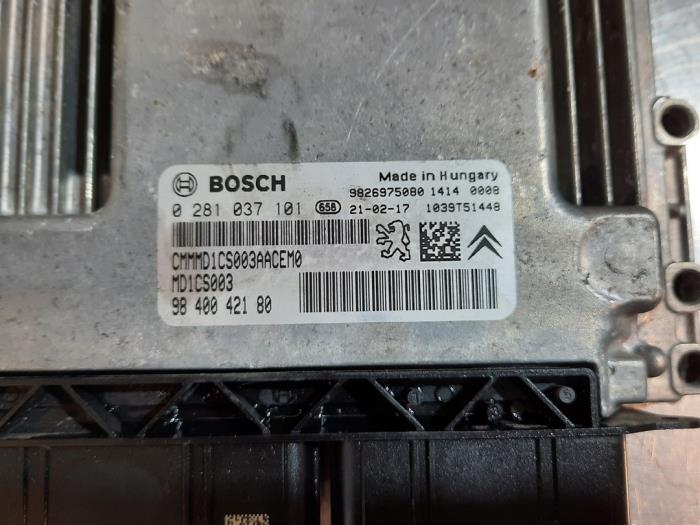 BOSCH
Made in Hungary
9826975080 1414 0008
0 281 037 101 658 21-02-17 1039T51448
CMMMD1CS003AACEM0
MD1CS003
98 400 421 80